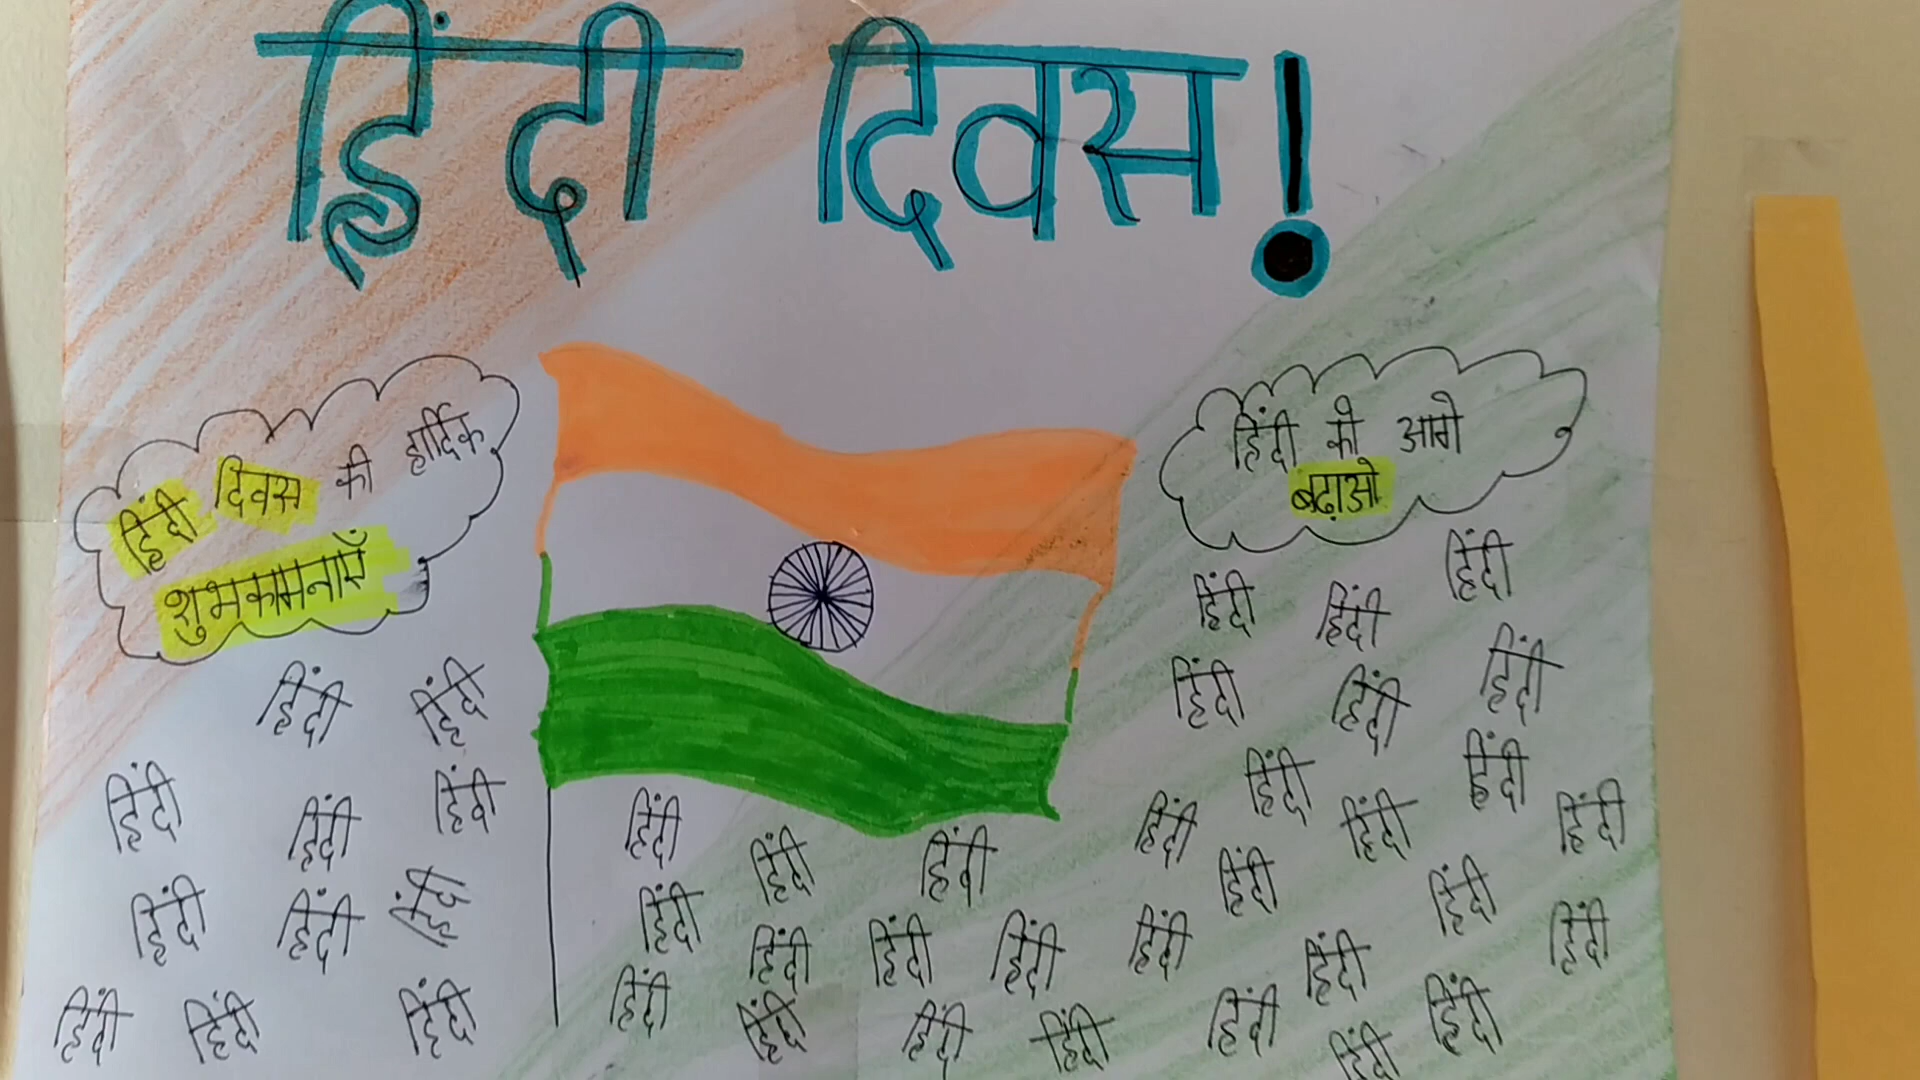 हिंदी दिवस!
हिंदी दिवस की हार्दिक
शुभकामनाएँ
हिंदी को आगे
बढ़ाओ
हिंदी
हिंदी हिंदी
हिंदी हिंदी हिंदी हिंदी हिंदी
हिंदी हिंदी हिंदी हिंदी
हिंदी हिंदी हिंदी हिंदी हिंदी हिंदी
हिंदी हिंदी हिंदी
हिंदी हिंदी हिंदी हिंदी हिंदी
हिंदी हिंदी हिंदी हिंदी हिंदी हिंदी
हिंदी हिंदी हिंदी हिंदी हिंदी हिंदी हिंदी हिंदी हिंदी